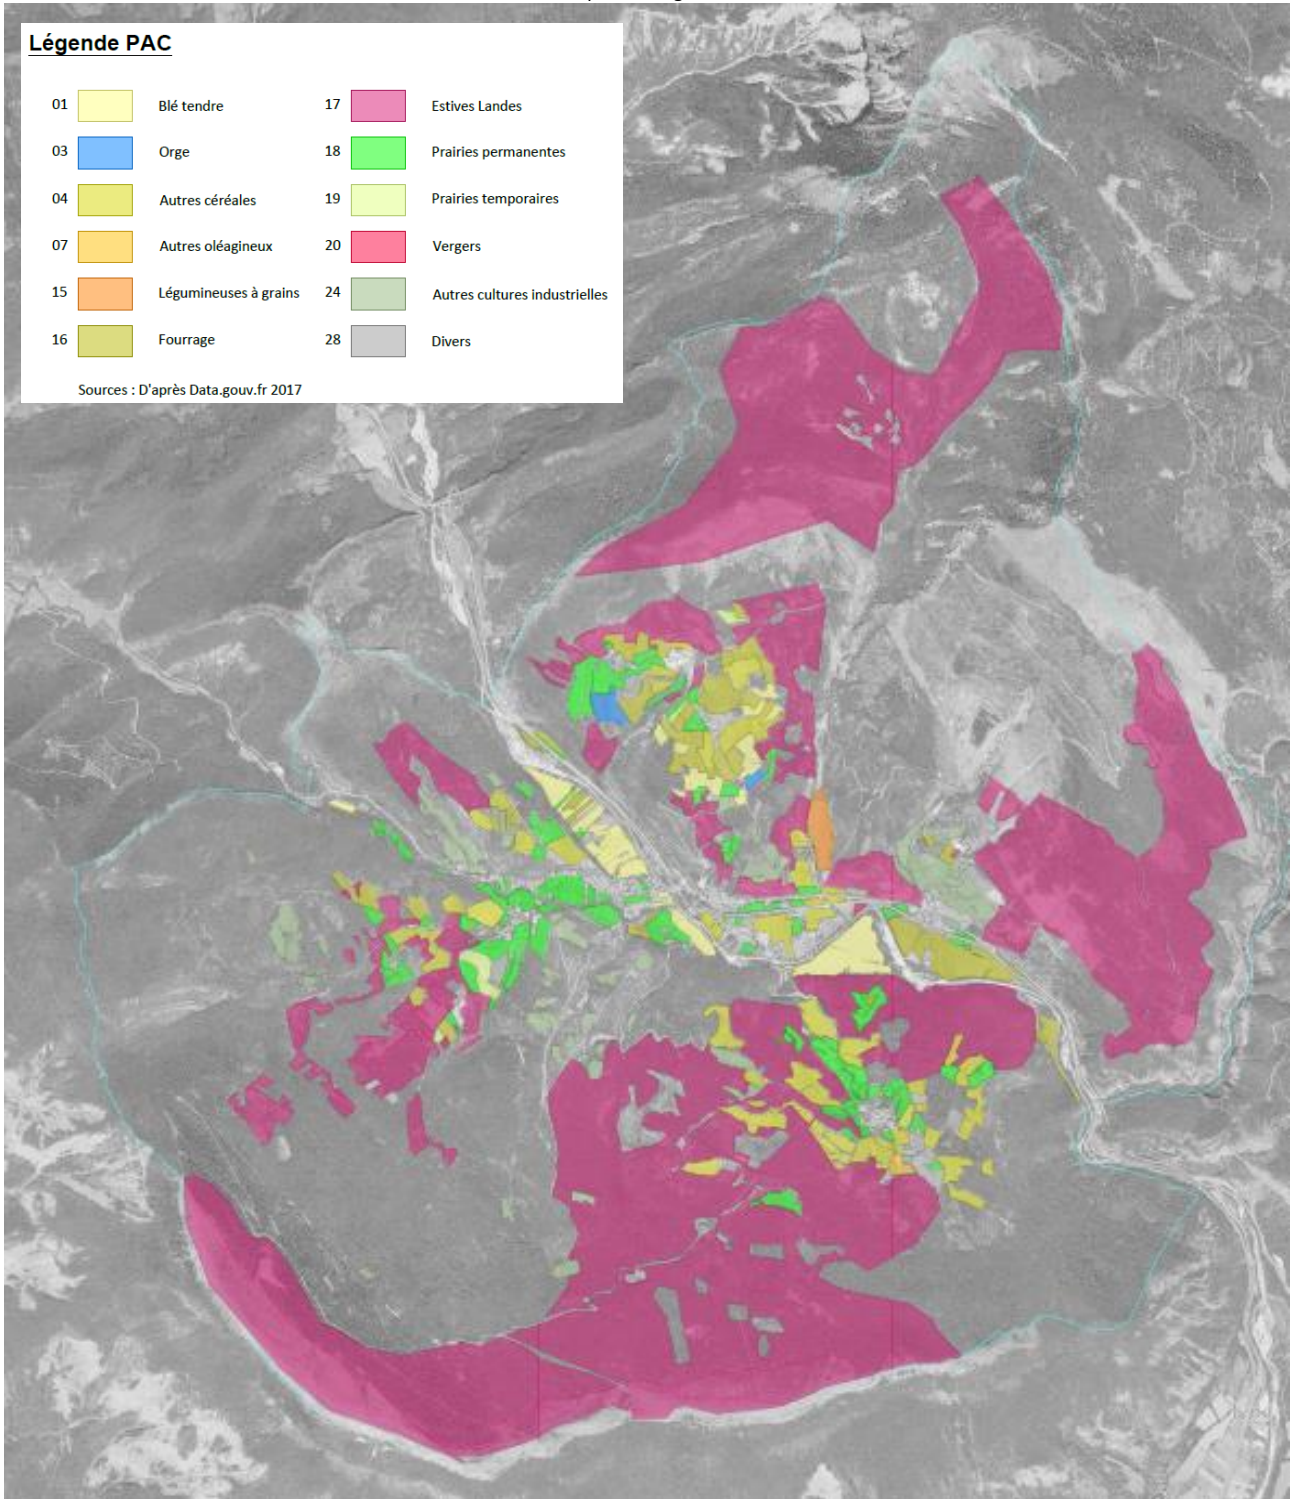 Légende PAC
01 Blé tendre 17 Estives Landes
03 Orge 18 Prairies permanentes
04 Autres céréales 19 Prairies temporaires
07 Autres oléagineux 20 Vergers
15 Légumineuses à grains 24 Autres cultures industrielles
16 Fourrage 28 Divers
Sources : D'après Data.gouv.fr 2017